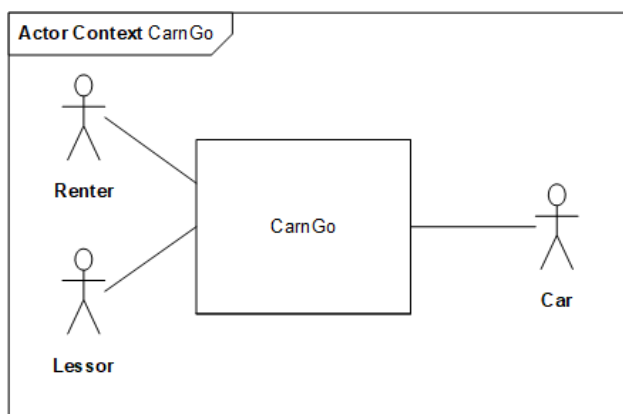 Actor Context CarnGo
Renter
CarnGo
Car
Lessor